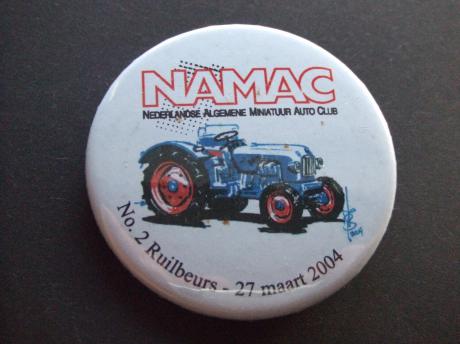 NAMAC
NEDERLANDSE ALGEMENE MINIATUUR AUTO CLUB
No. 2 Ruilbeurs - 27 maart 2004